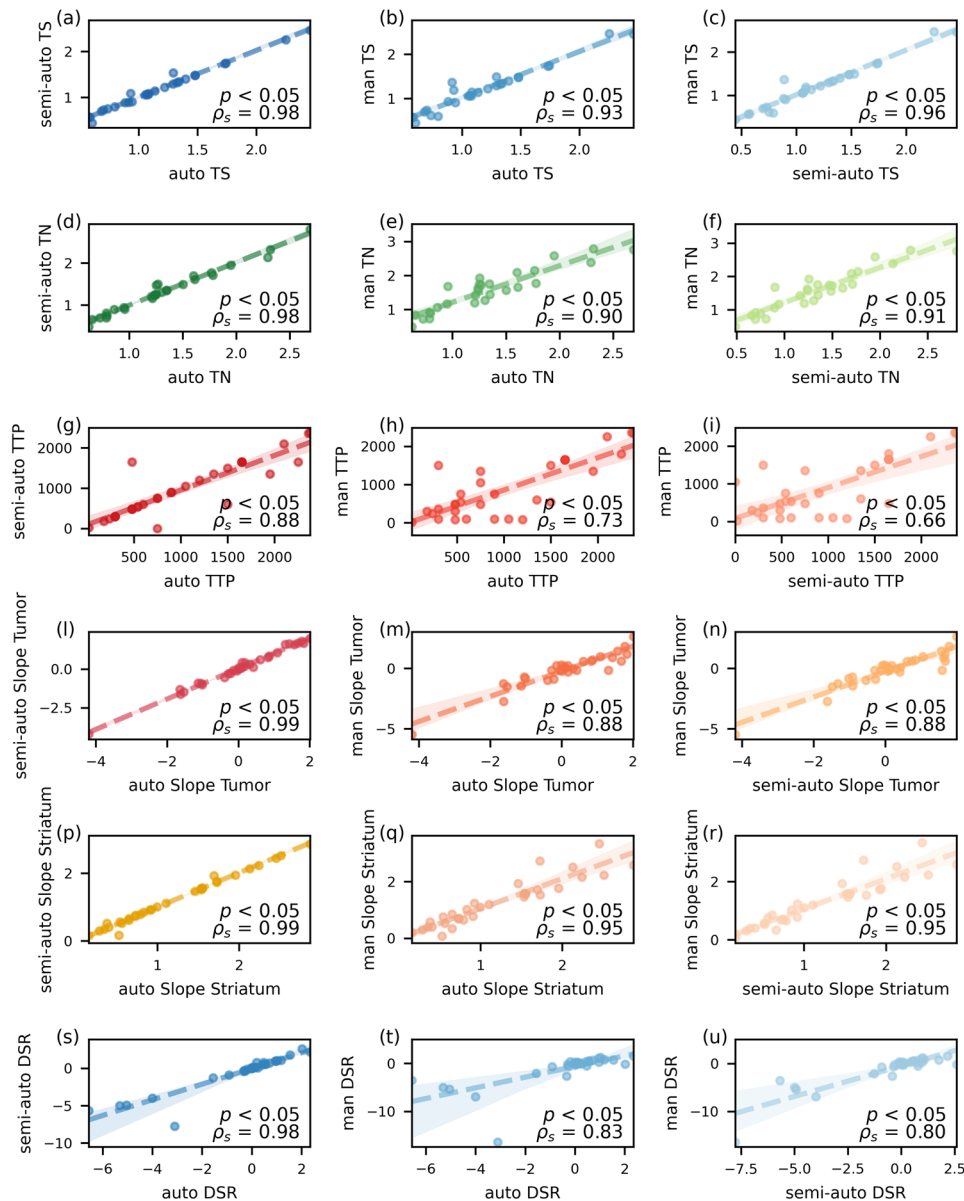 (a)
semi-auto TS
2
1
p < 0.05
ρs = 0.98
1.0 1.5 2.0
auto TS
(b)
man TS
2
1
p < 0.05
ρs = 0.93
1.0 1.5 2.0
auto TS
(c)
man TS
2
1
p < 0.05
ρs = 0.96
0.5 1.0 1.5 2.0
semi-auto TS
(d)
semi-auto TN
2
1
p < 0.05
ρs = 0.98
1.0 1.5 2.0 2.5
auto TN
(e)
man TN
3
2
1
p < 0.05
ρs = 0.90
1.0 1.5 2.0 2.5
auto TN
(f)
man TN
3
2
1
p < 0.05
ρs = 0.91
0.5 1.0 1.5 2.0 2.5
semi-auto TN
(g)
semi-auto TTP
2000
1000
0
p < 0.05
ρs = 0.88
500 1000 1500 2000
auto TTP
(h)
man TTP
2000
1000
0
p < 0.05
ρs = 0.73
500 1000 1500 2000
auto TTP
(i)
man TTP
2000
1000
0
p < 0.05
ρs = 0.66
0 500 1000 1500 2000
semi-auto TTP
(l)
semi-auto Slope Tumor
0.0
−2.5
p < 0.05
ρs = 0.99
−4 −2 0 2
auto Slope Tumor
(m)
man Slope Tumor
0
−5
p < 0.05
ρs = 0.88
−4 −2 0 2
auto Slope Tumor
(n)
man Slope Tumor
0
−5
p < 0.05
ρs = 0.88
−4 −2 0
semi-auto Slope Tumor
(p)
semi-auto Slope Striatum
2
0
p < 0.05
ρs = 0.99
1 2
auto Slope Striatum
(q)
man Slope Striatum
2
0
p < 0.05
ρs = 0.95
1 2
auto Slope Striatum
(r)
man Slope Striatum
2
0
p < 0.05
ρs = 0.95
1 2
semi-auto Slope Striatum
(s)
semi-auto DSR
0
−5
−10
p < 0.05
ρs = 0.98
−6 −4 −2 0 2
auto DSR
(t)
man DSR
0
−10
p < 0.05
ρs = 0.83
−6 −4 −2 0 2
auto DSR
(u)
man DSR
0
−10
p < 0.05
ρs = 0.80
−7.5 −5.0 −2.5 0.0 2.5
semi-auto DSR